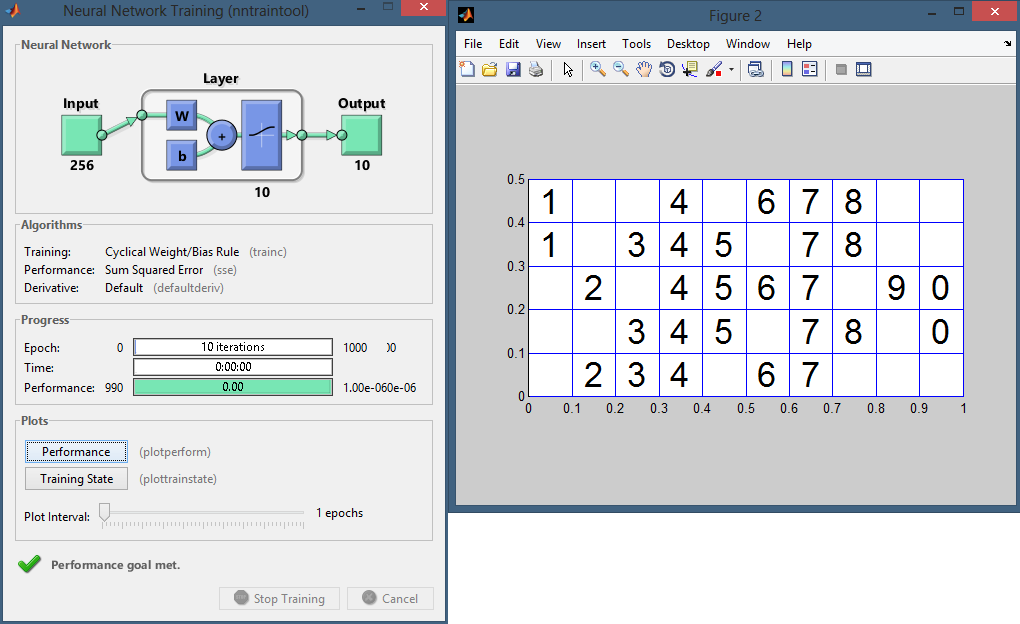 Neural Network Training (nntraintool)
Neural Network
Layer
Input
Output
W
+
b
256
10
10
Algorithms
Training: Cyclical Weight/Bias Rule (trainc)
Performance: Sum Squared Error (sse)
Derivative: Default (defaultderiv)
Progress
Epoch: 0 10 iterations 1000
Time: 0:00:00
Performance: 990 0.00 1.00e-060e-06
Plots
Performance (plotperform)
Training State (plottrainstate)
Plot Interval: 1 epochs
Performance goal met.
Stop Training Cancel
Figure 2
File Edit View Insert Tools Desktop Window Help
0.5
1 4 6 7 8
0.4
1 3 4 5 7 8
0.3
2 4 5 6 7 9 0
0.2
3 4 5 7 8 0
0.1
2 3 4 6 7
0
0 0.1 0.2 0.3 0.4 0.5 0.6 0.7 0.8 0.9 1